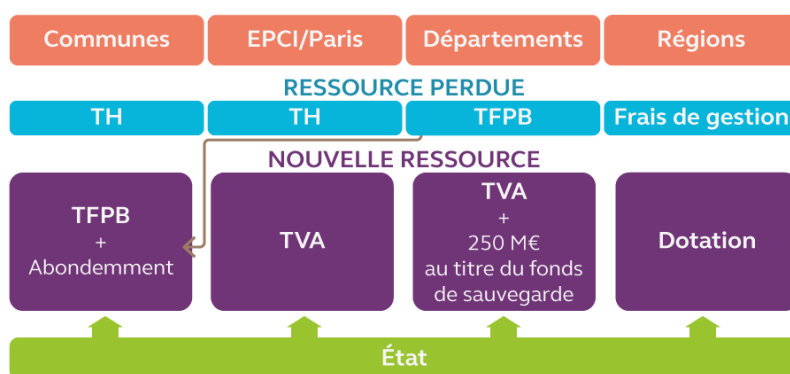 Communes
EPCI/Paris
Départements
Régions
RESSOURCE PERDUE
TH
TH
TFPB
Frais de gestion
NOUVELLE RESSOURCE
TFPB
+
Abondemment
TVA
TVA
+
250 M€
au titre du fonds
de sauvegarde
Dotation
État